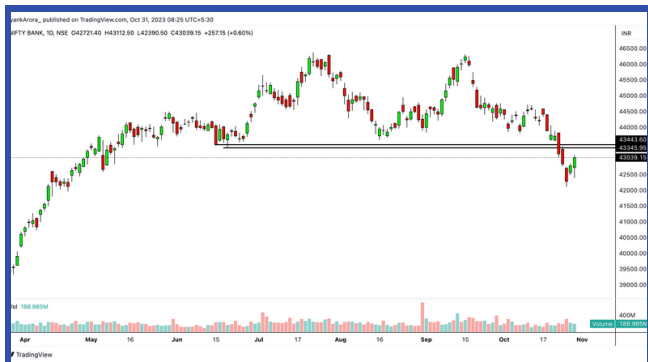 yankArora_ published on TradingView.com, Oct 31, 2023 08:25 UTC+5:30
NIFTY BANK, 1D, NSE O42721.40 H43112.50 L42390.50 C43039.15 +257.15 (+0.60%)
INR
46500.00
46000.00
45500.00
45000.00
44500.00
44000.00
43443.60
43345.95
43039.15
42500.00
42000.00
41500.00
41000.00
40500.00
40000.00
39500.00
39000.00
Vol 188.985M
400M
Volume 188.985M
Apr May 16 Jun 15 Jul 17 Aug 16 Sep 15 Oct 17 Nov
TradingView